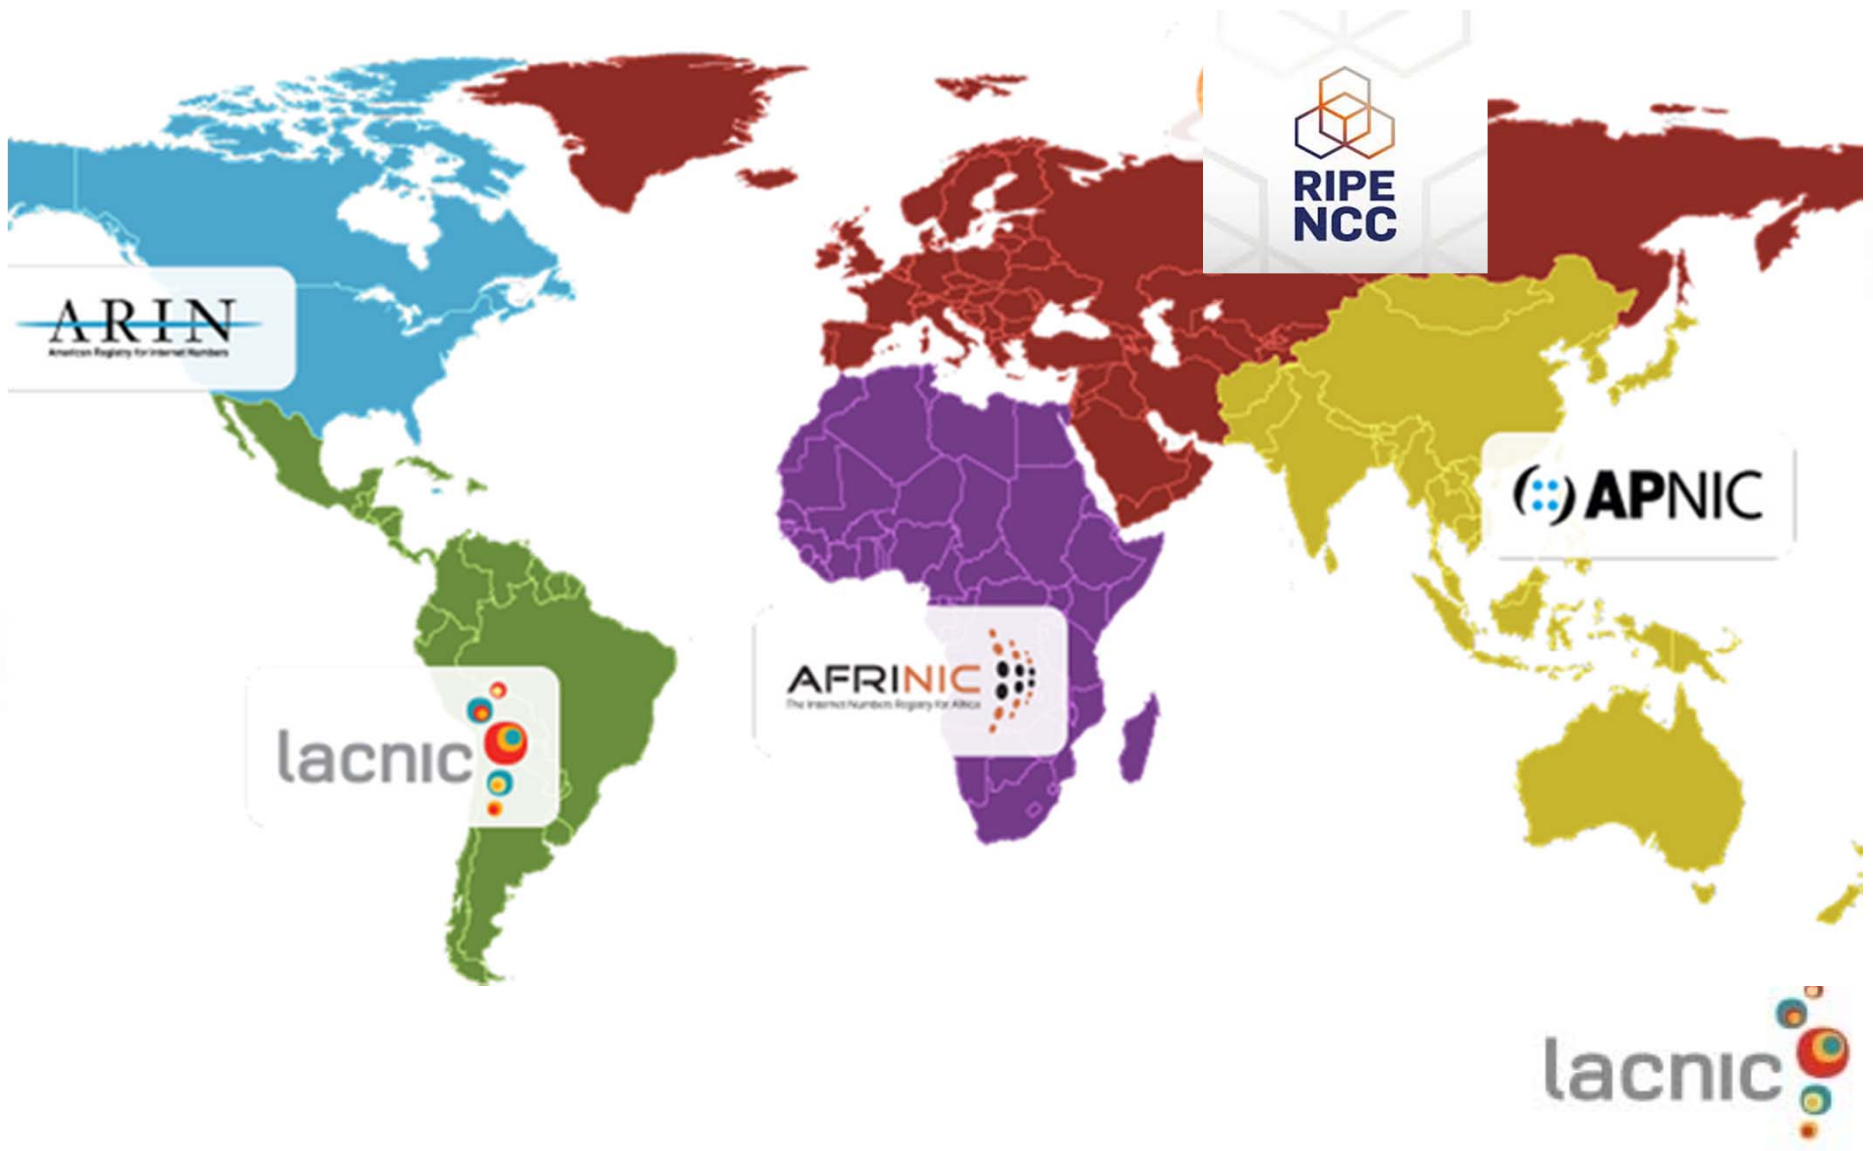 RIPE
NCC
ARIN
American Registry for Internet Numbers
APNIC
AFRINIC
The Internet Numbers Registry for Africa
lacnic
lacnic